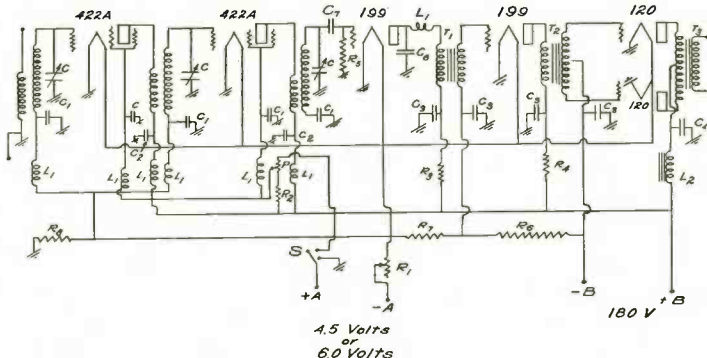 422A 422A C7 199 L1 199 120 T3
C C C R5 C6 T1 T2
C1 C C1 C C1 C3 C3 120 C3 C4
C2 C2
L1 L1 L1 L1 L1 P L1 R3 R4 L2
R2
R8 R7 R6
S R1
+A -A -B +B
180 V
4.5 Volts
or
6.0 Volts